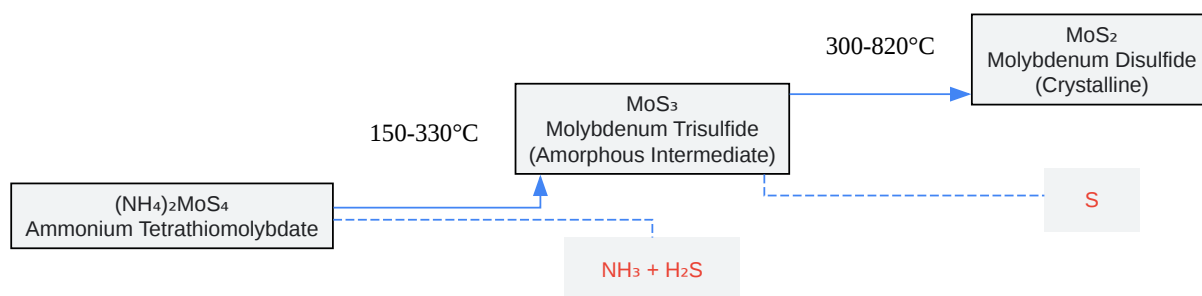 300-820°C
MoS₂
Molybdenum Disulfide
(Crystalline)
150-330°C
MoS₃
Molybdenum Trisulfide
(Amorphous Intermediate)
(NH₄)₂MoS₄
Ammonium Tetrathiomolybdate
S
NH₃ + H₂S